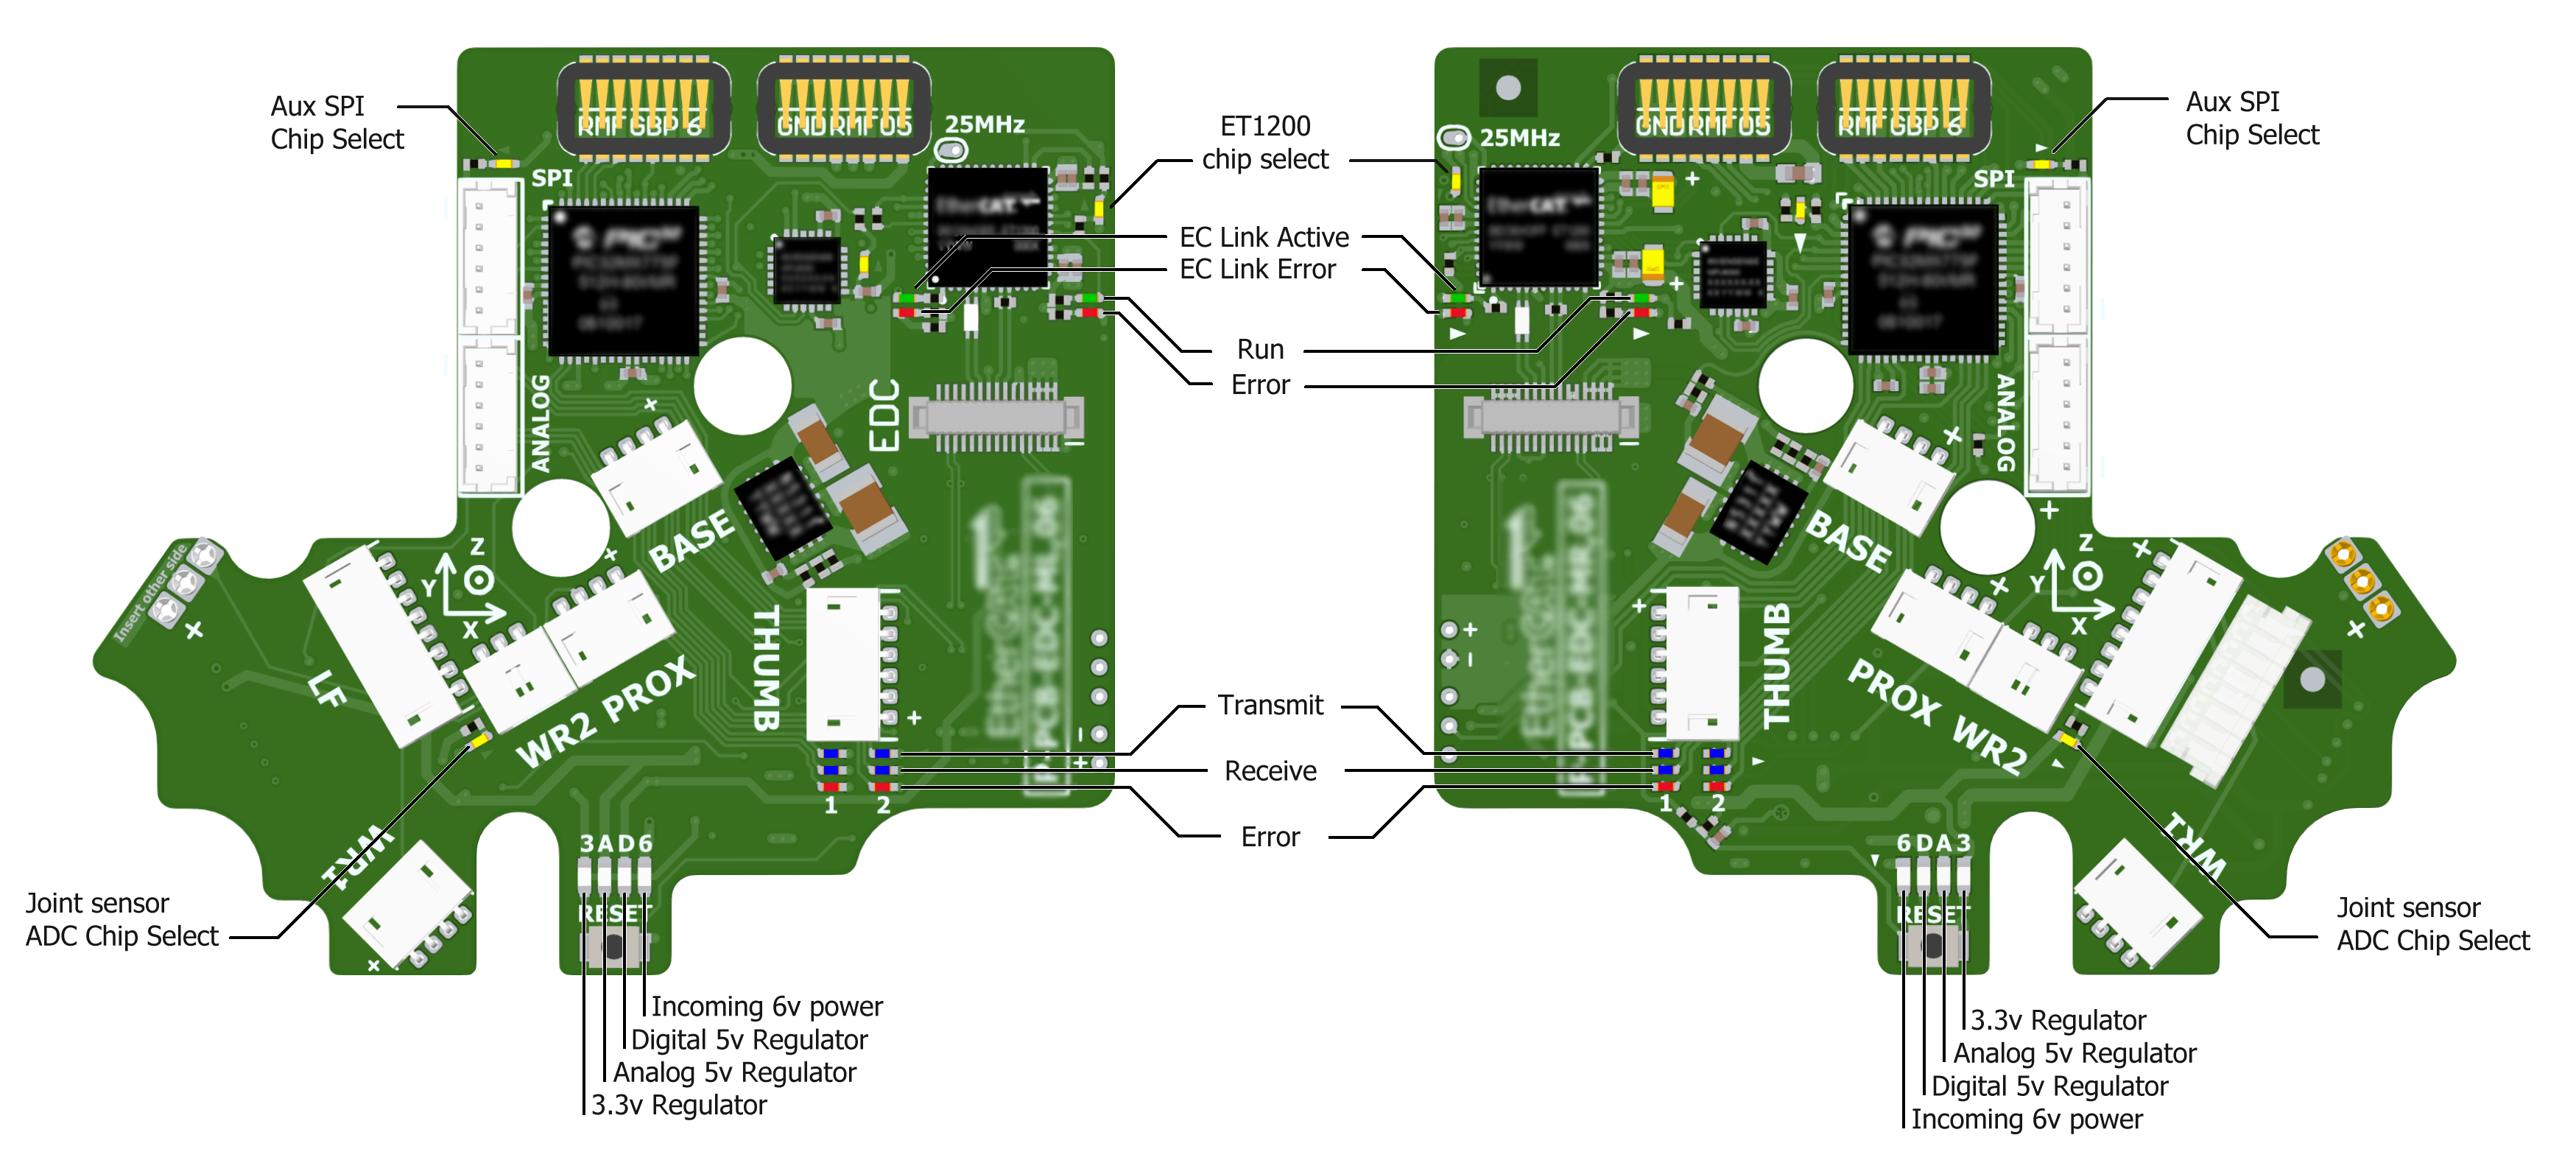 Aux SPI
Chip Select
RMF GBP 6
GND RMF 05
25MHz
SPI
ANALOG
EDC
BASE
Insert other side
+
Z
Y
X
+
+
LF
WR2
PROX
THUMB
+
-
+
1
2
WR1
+
3 A D 6
RESET
Joint sensor
ADC Chip Select
Incoming 6v power
Digital 5v Regulator
Analog 5v Regulator
3.3v Regulator
ET1200
chip select
EC Link Active
EC Link Error
Run
Error
Transmit
Receive
Error
25MHz
GND RMF 05
RMF GBP 6
Aux SPI
Chip Select
SPI
+
+
ANALOG
+
BASE
+
Z
Y
X
+
+
+
+
-
+
THUMB
PROX
WR2
1
2
WR1
6 D A 3
RESET
Joint sensor
ADC Chip Select
3.3v Regulator
Analog 5v Regulator
Digital 5v Regulator
Incoming 6v power